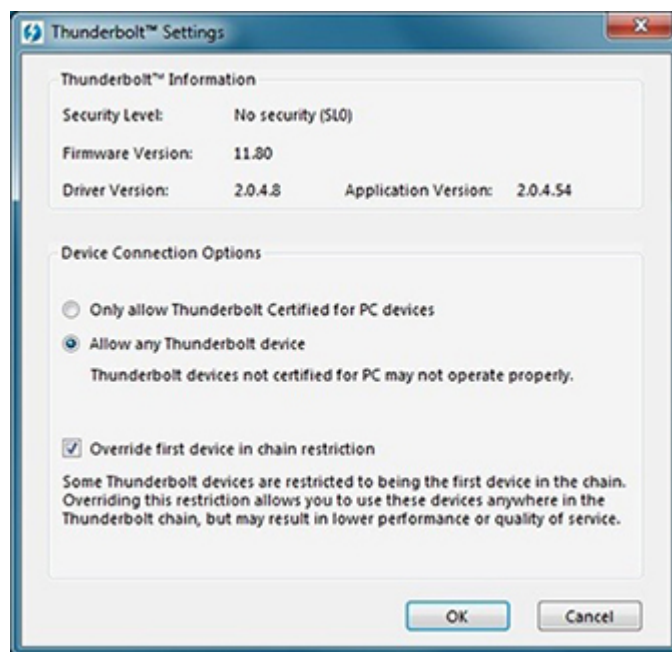 Thunderbolt™ Settings
Thunderbolt™ Information
Security Level: No security (SL0)
Firmware Version: 11.80
Driver Version: 2.0.4.8 Application Version: 2.0.4.54
Device Connection Options
Only allow Thunderbolt Certified for PC devices
Allow any Thunderbolt device
Thunderbolt devices not certified for PC may not operate properly.
Override first device in chain restriction
Some Thunderbolt devices are restricted to being the first device in the chain.
Overriding this restriction allows you to use these devices anywhere in the
Thunderbolt chain, but may result in lower performance or quality of service.
OK Cancel